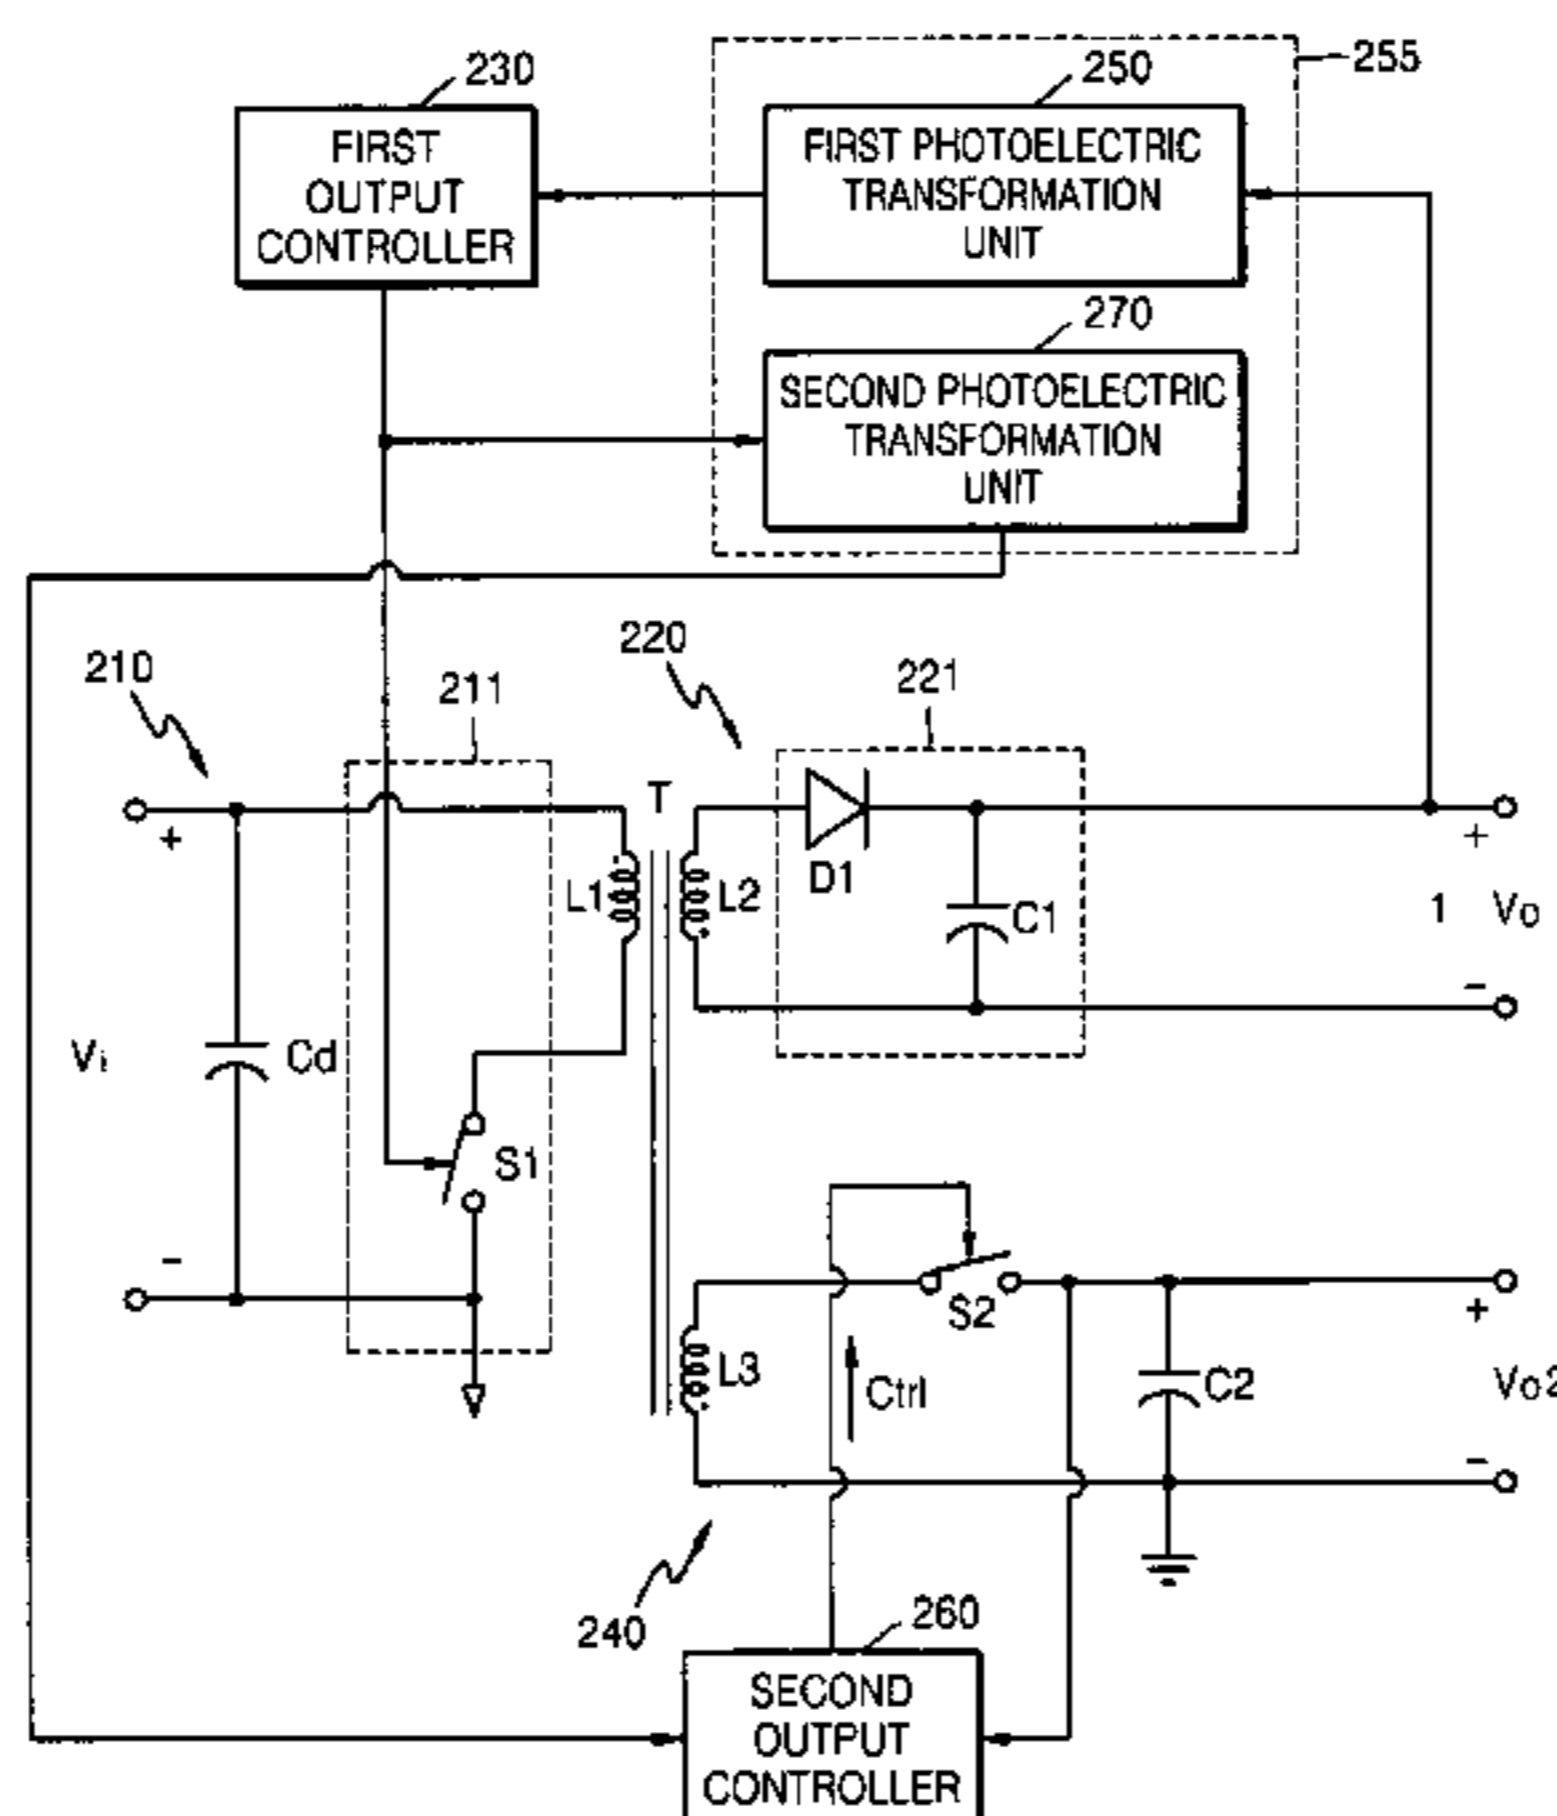 230
250
255
FIRST
OUTPUT
CONTROLLER
FIRST PHOTOELECTRIC
TRANSFORMATION
UNIT
270
SECOND PHOTOELECTRIC
TRANSFORMATION
UNIT
210
211
220
221
T
+
L1
L2
D1
C1
+
1 Vo
-
Vi
Cd
S1
-
S2
+
L3
Ctrl
C2
Vo2
-
240
260
SECOND
OUTPUT
CONTROLLER